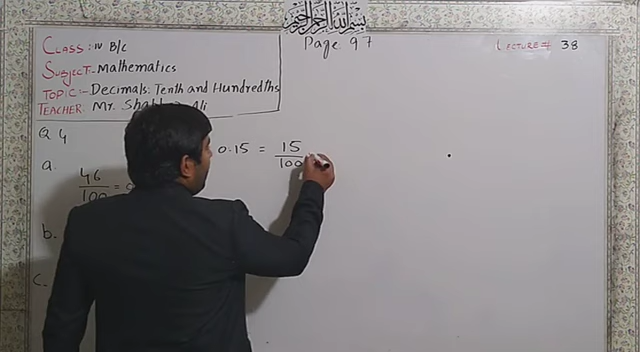 بسم الله الرحمن الرحيم
Page 97
Lecture# 38
Class: IV B/C
Subject:- Mathematics
Topic:- Decimals: Tenth and Hundredths
Teacher: Mr. Ali
Q 4
a. 46/100 =
0.15 = 15/100
b.
c.